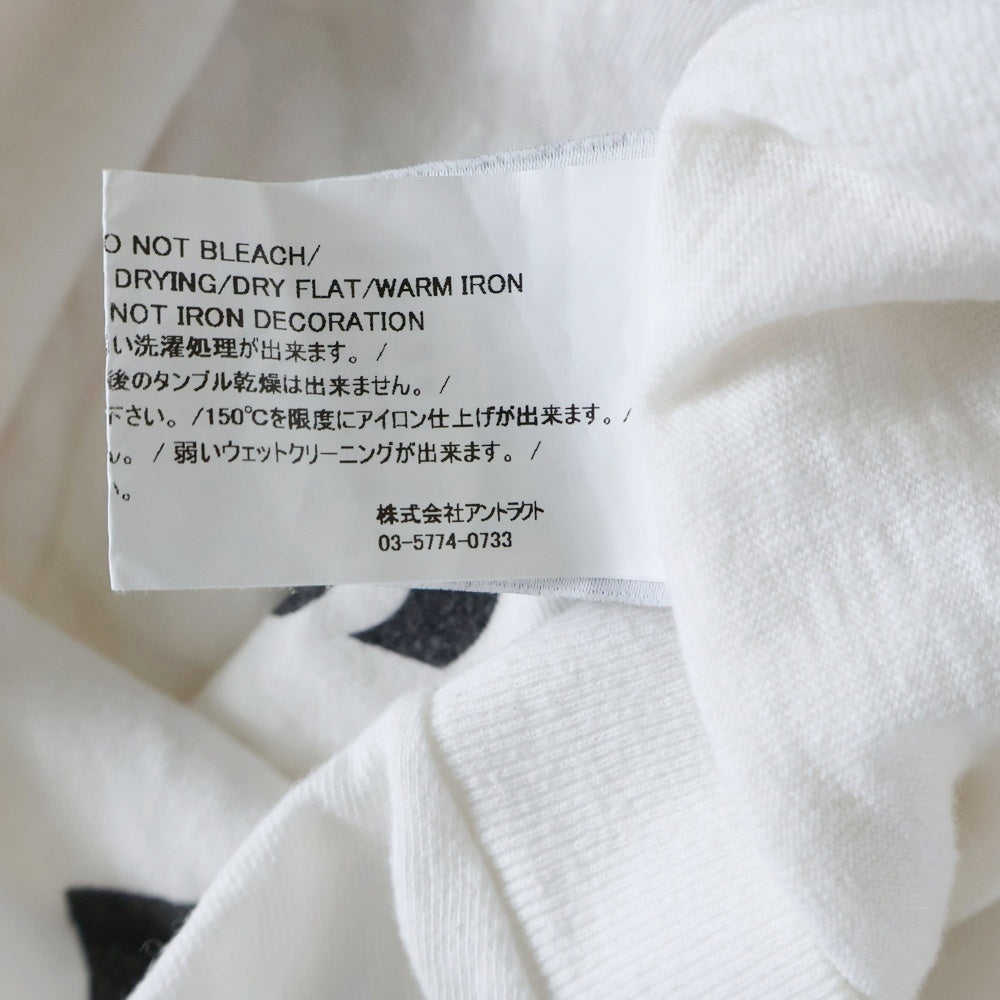 O NOT BLEACH/
DRYING/DRY FLAT/WARM IRON
NOT IRON DECORATION
い洗濯処理が出来ます。 /
後のタンブル乾燥は出来ません。 /
下さい。 /150℃を限度にアイロン仕上げが出来ます。 /
ん。 / 弱いウェットクリーニングが出来ます。 /
い。
株式会社アントラクト
03-5774-0733